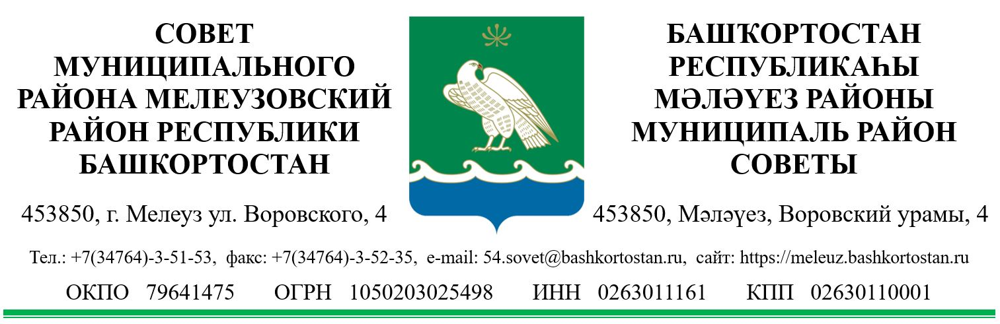 СОВЕТ
МУНИЦИПАЛЬНОГО
РАЙОНА МЕЛЕУЗОВСКИЙ
РАЙОН РЕСПУБЛИКИ
БАШКОРТОСТАН
453850, г. Мелеуз ул. Воровского, 4
БАШҠОРТОСТАН
РЕСПУБЛИКАҺЫ
МӘЛӘҮЕЗ РАЙОНЫ
МУНИЦИПАЛЬ РАЙОН
СОВЕТЫ
453850, Мәләүез, Воровский урамы, 4
Тел.: +7(34764)-3-51-53, факс: +7(34764)-3-52-35, e-mail: 54.sovet@bashkortostan.ru, сайт: https://meleuz.bashkortostan.ru
ОКПО 79641475 ОГРН 1050203025498 ИНН 0263011161 КПП 02630110001